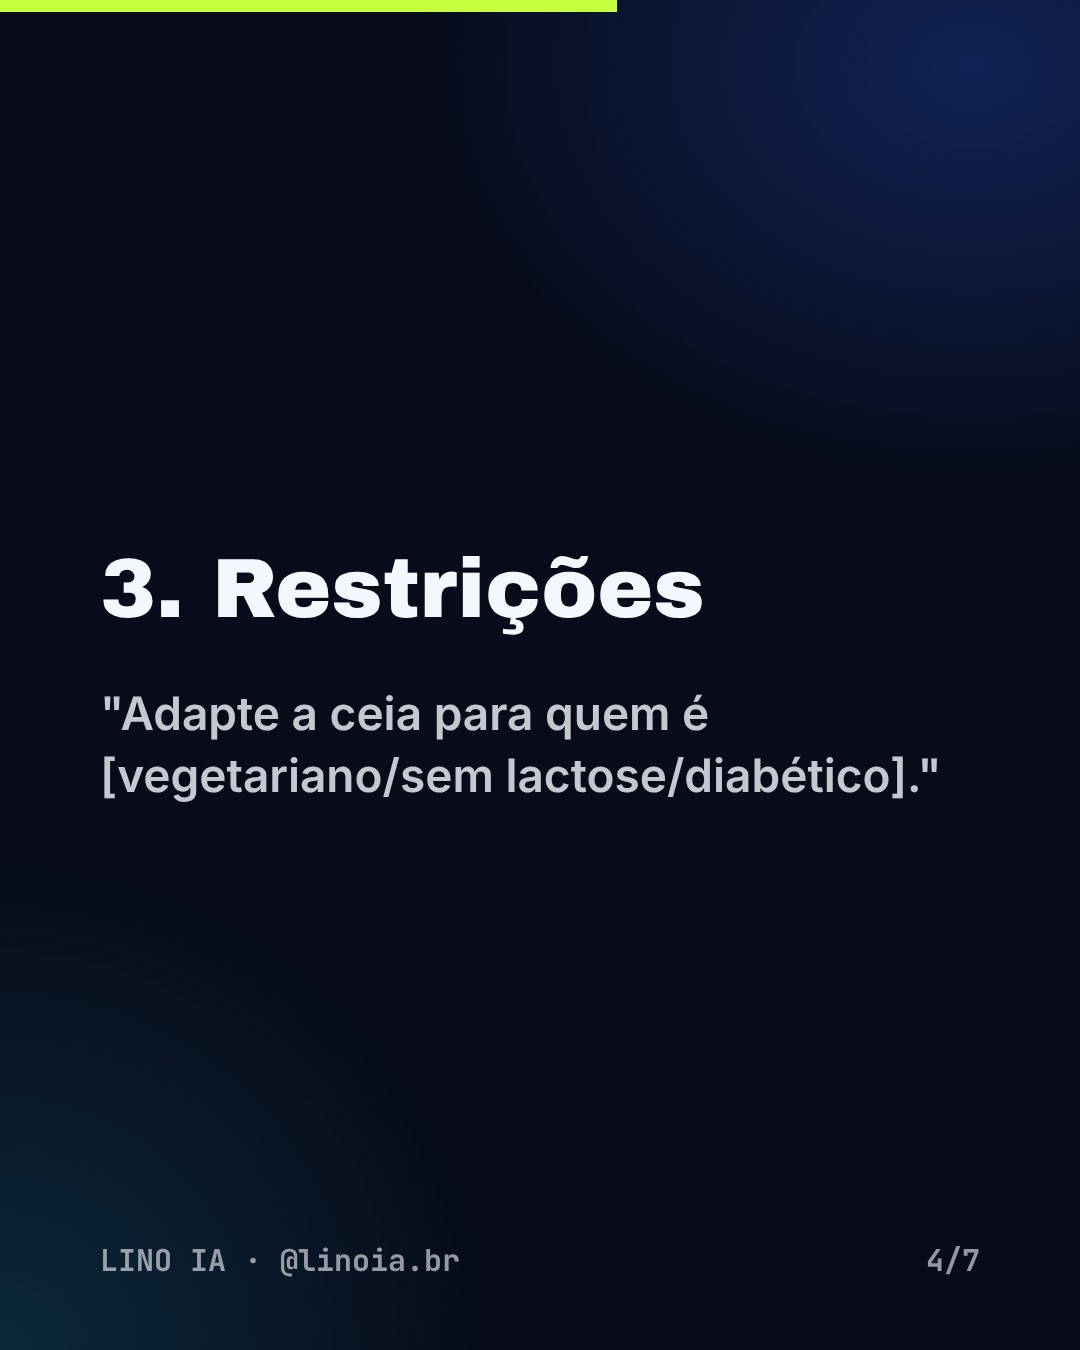 3. Restrições
"Adapte a ceia para quem é
[vegetariano/sem lactose/diabético]."
LINO IA · @linoia.br
4/7